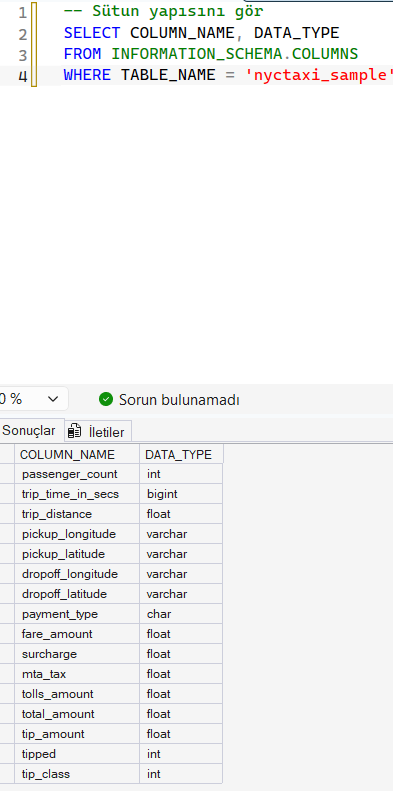 1 -- Sütun yapısını gör
2 SELECT COLUMN_NAME, DATA_TYPE
3 FROM INFORMATION_SCHEMA.COLUMNS
4 WHERE TABLE_NAME = 'nyctaxi_sample'
0 % Sorun bulunamadı
Sonuçlar İletiler
COLUMN_NAME DATA_TYPE
passenger_count int
trip_time_in_secs bigint
trip_distance float
pickup_longitude varchar
pickup_latitude varchar
dropoff_longitude varchar
dropoff_latitude varchar
payment_type char
fare_amount float
surcharge float
mta_tax float
tolls_amount float
total_amount float
tip_amount float
tipped int
tip_class int